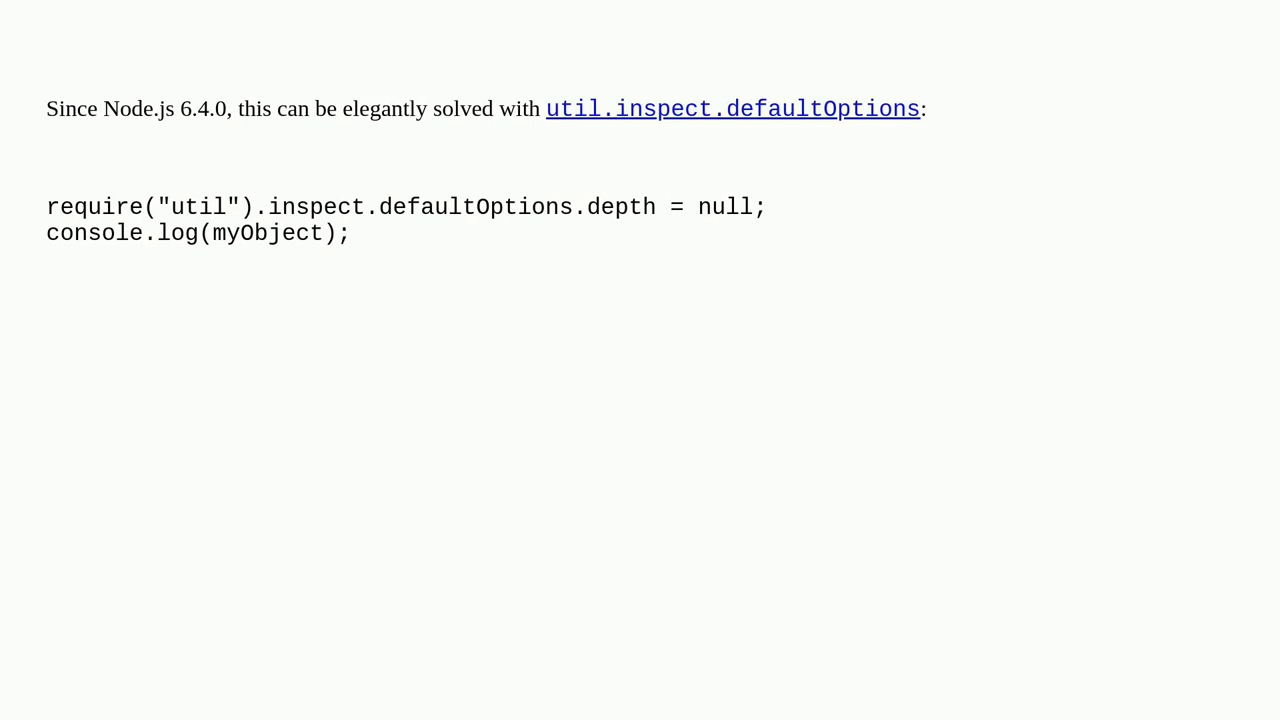 Since Node.js 6.4.0, this can be elegantly solved with util.inspect.defaultOptions:
require("util").inspect.defaultOptions.depth = null;
console.log(myObject);